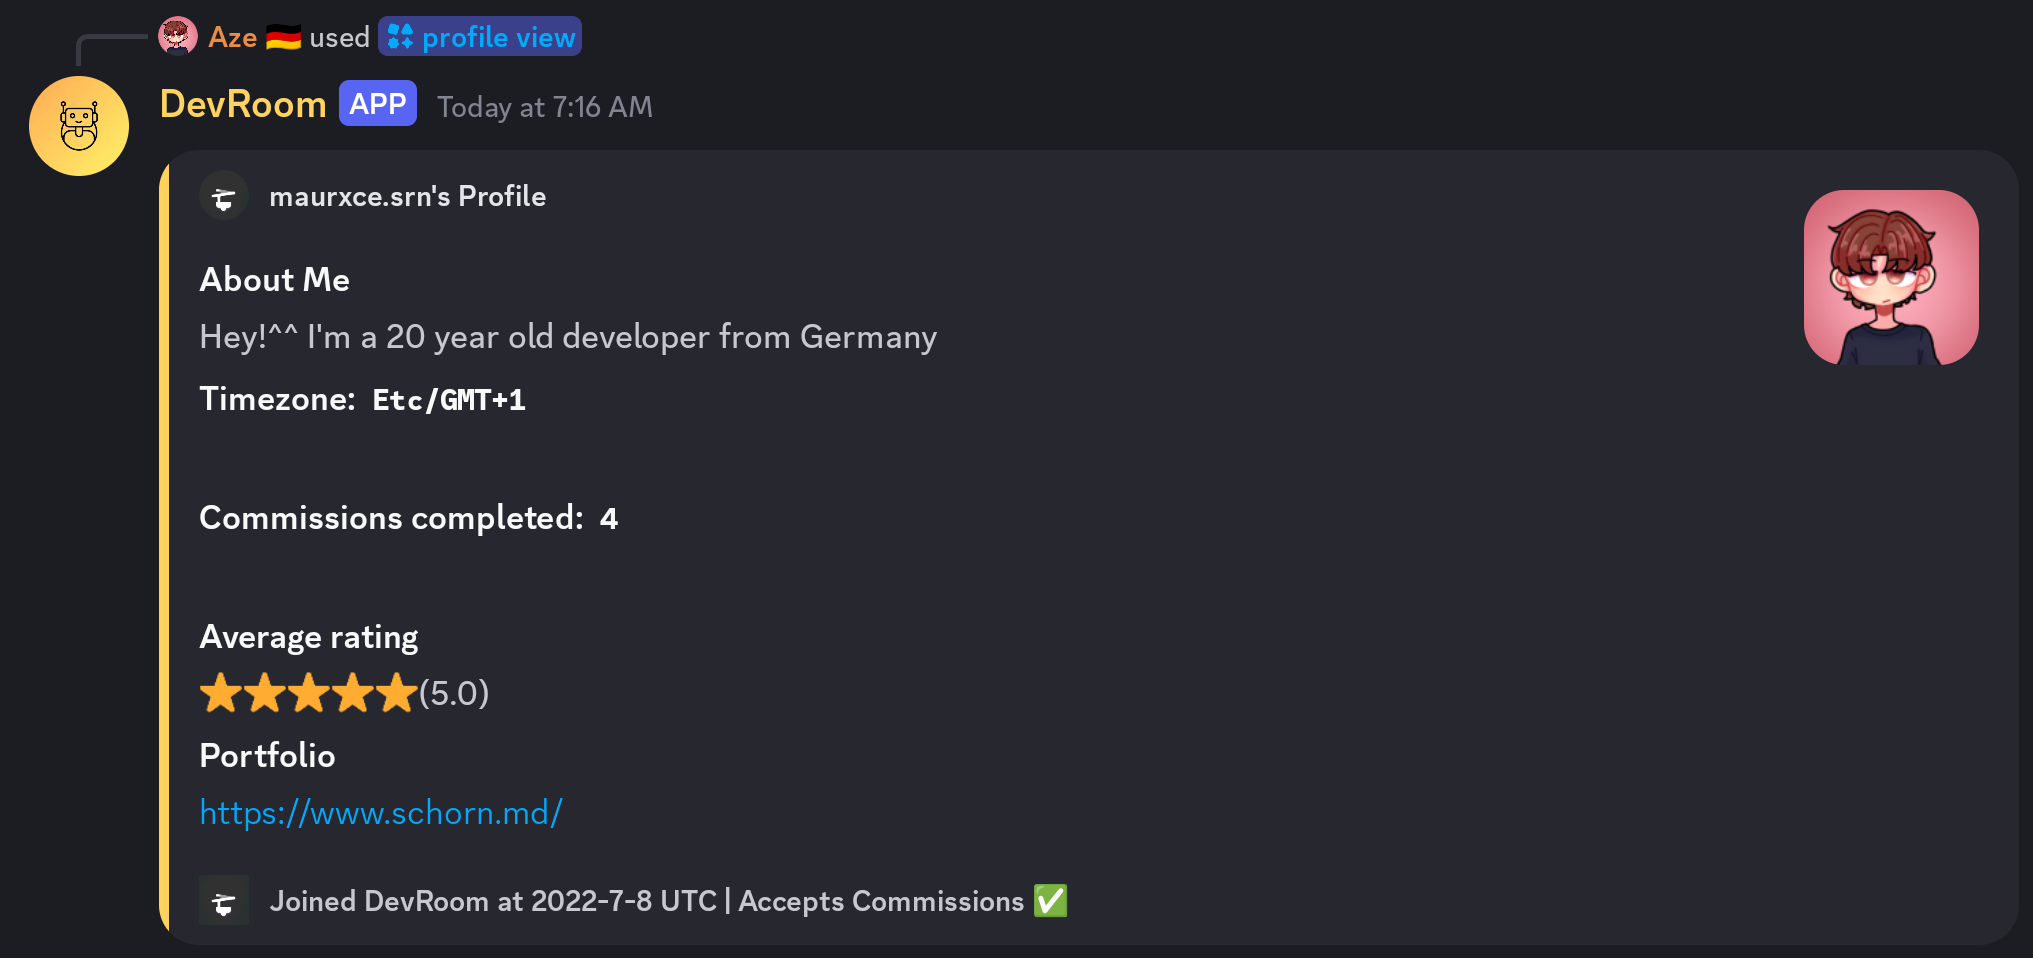 Aze 🇩🇪 used profile view
DevRoom APP Today at 7:16 AM
maurxce.srn's Profile
About Me
Hey!^^ I'm a 20 year old developer from Germany
Timezone: Etc/GMT+1
Commissions completed: 4
Average rating
⭐⭐⭐⭐⭐(5.0)
Portfolio
https://www.schorn.md/
Joined DevRoom at 2022-7-8 UTC | Accepts Commissions ✅